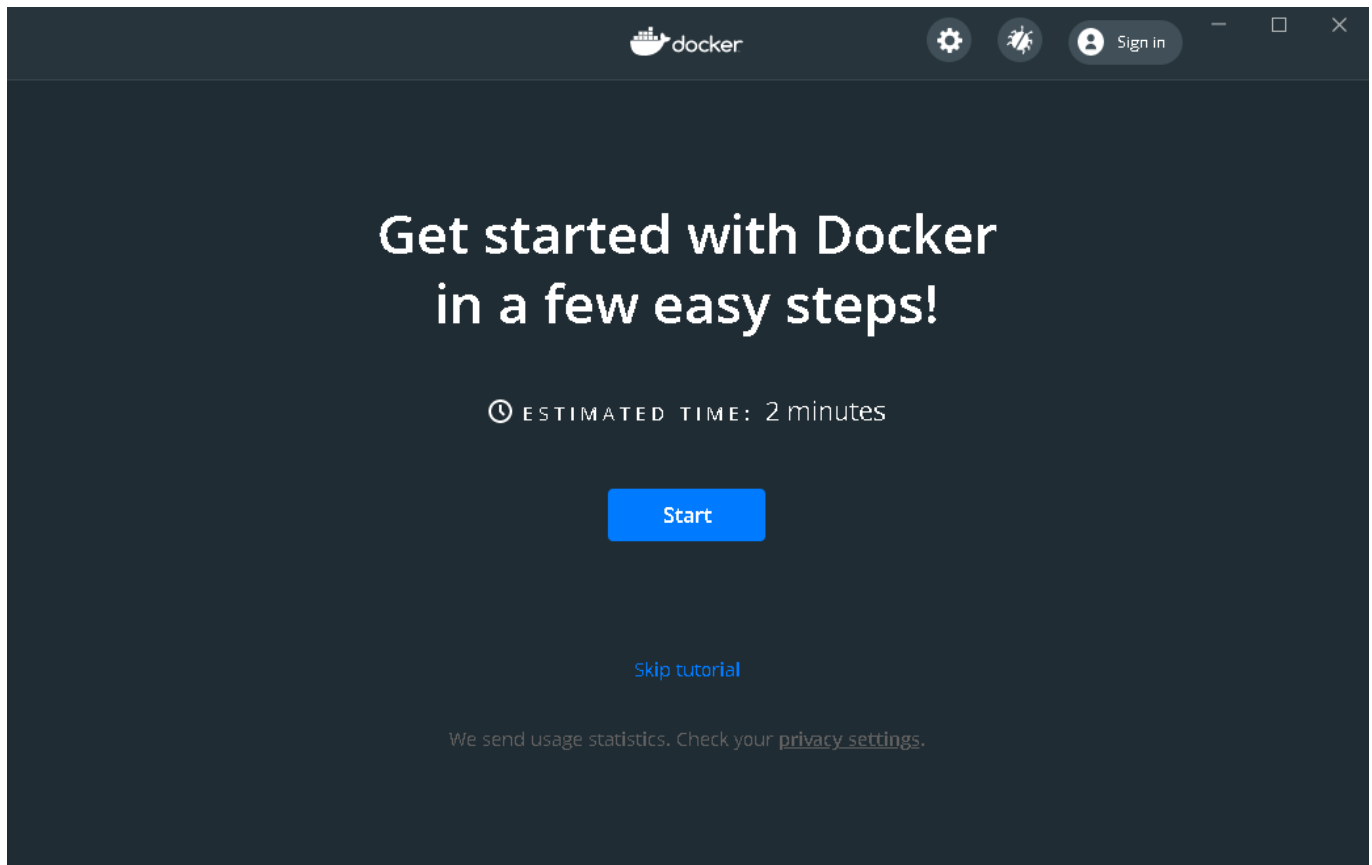 docker
Sign in
Get started with Docker
in a few easy steps!
ESTIMATED TIME: 2 minutes
Start
Skip tutorial
We send usage statistics. Check your privacy settings.